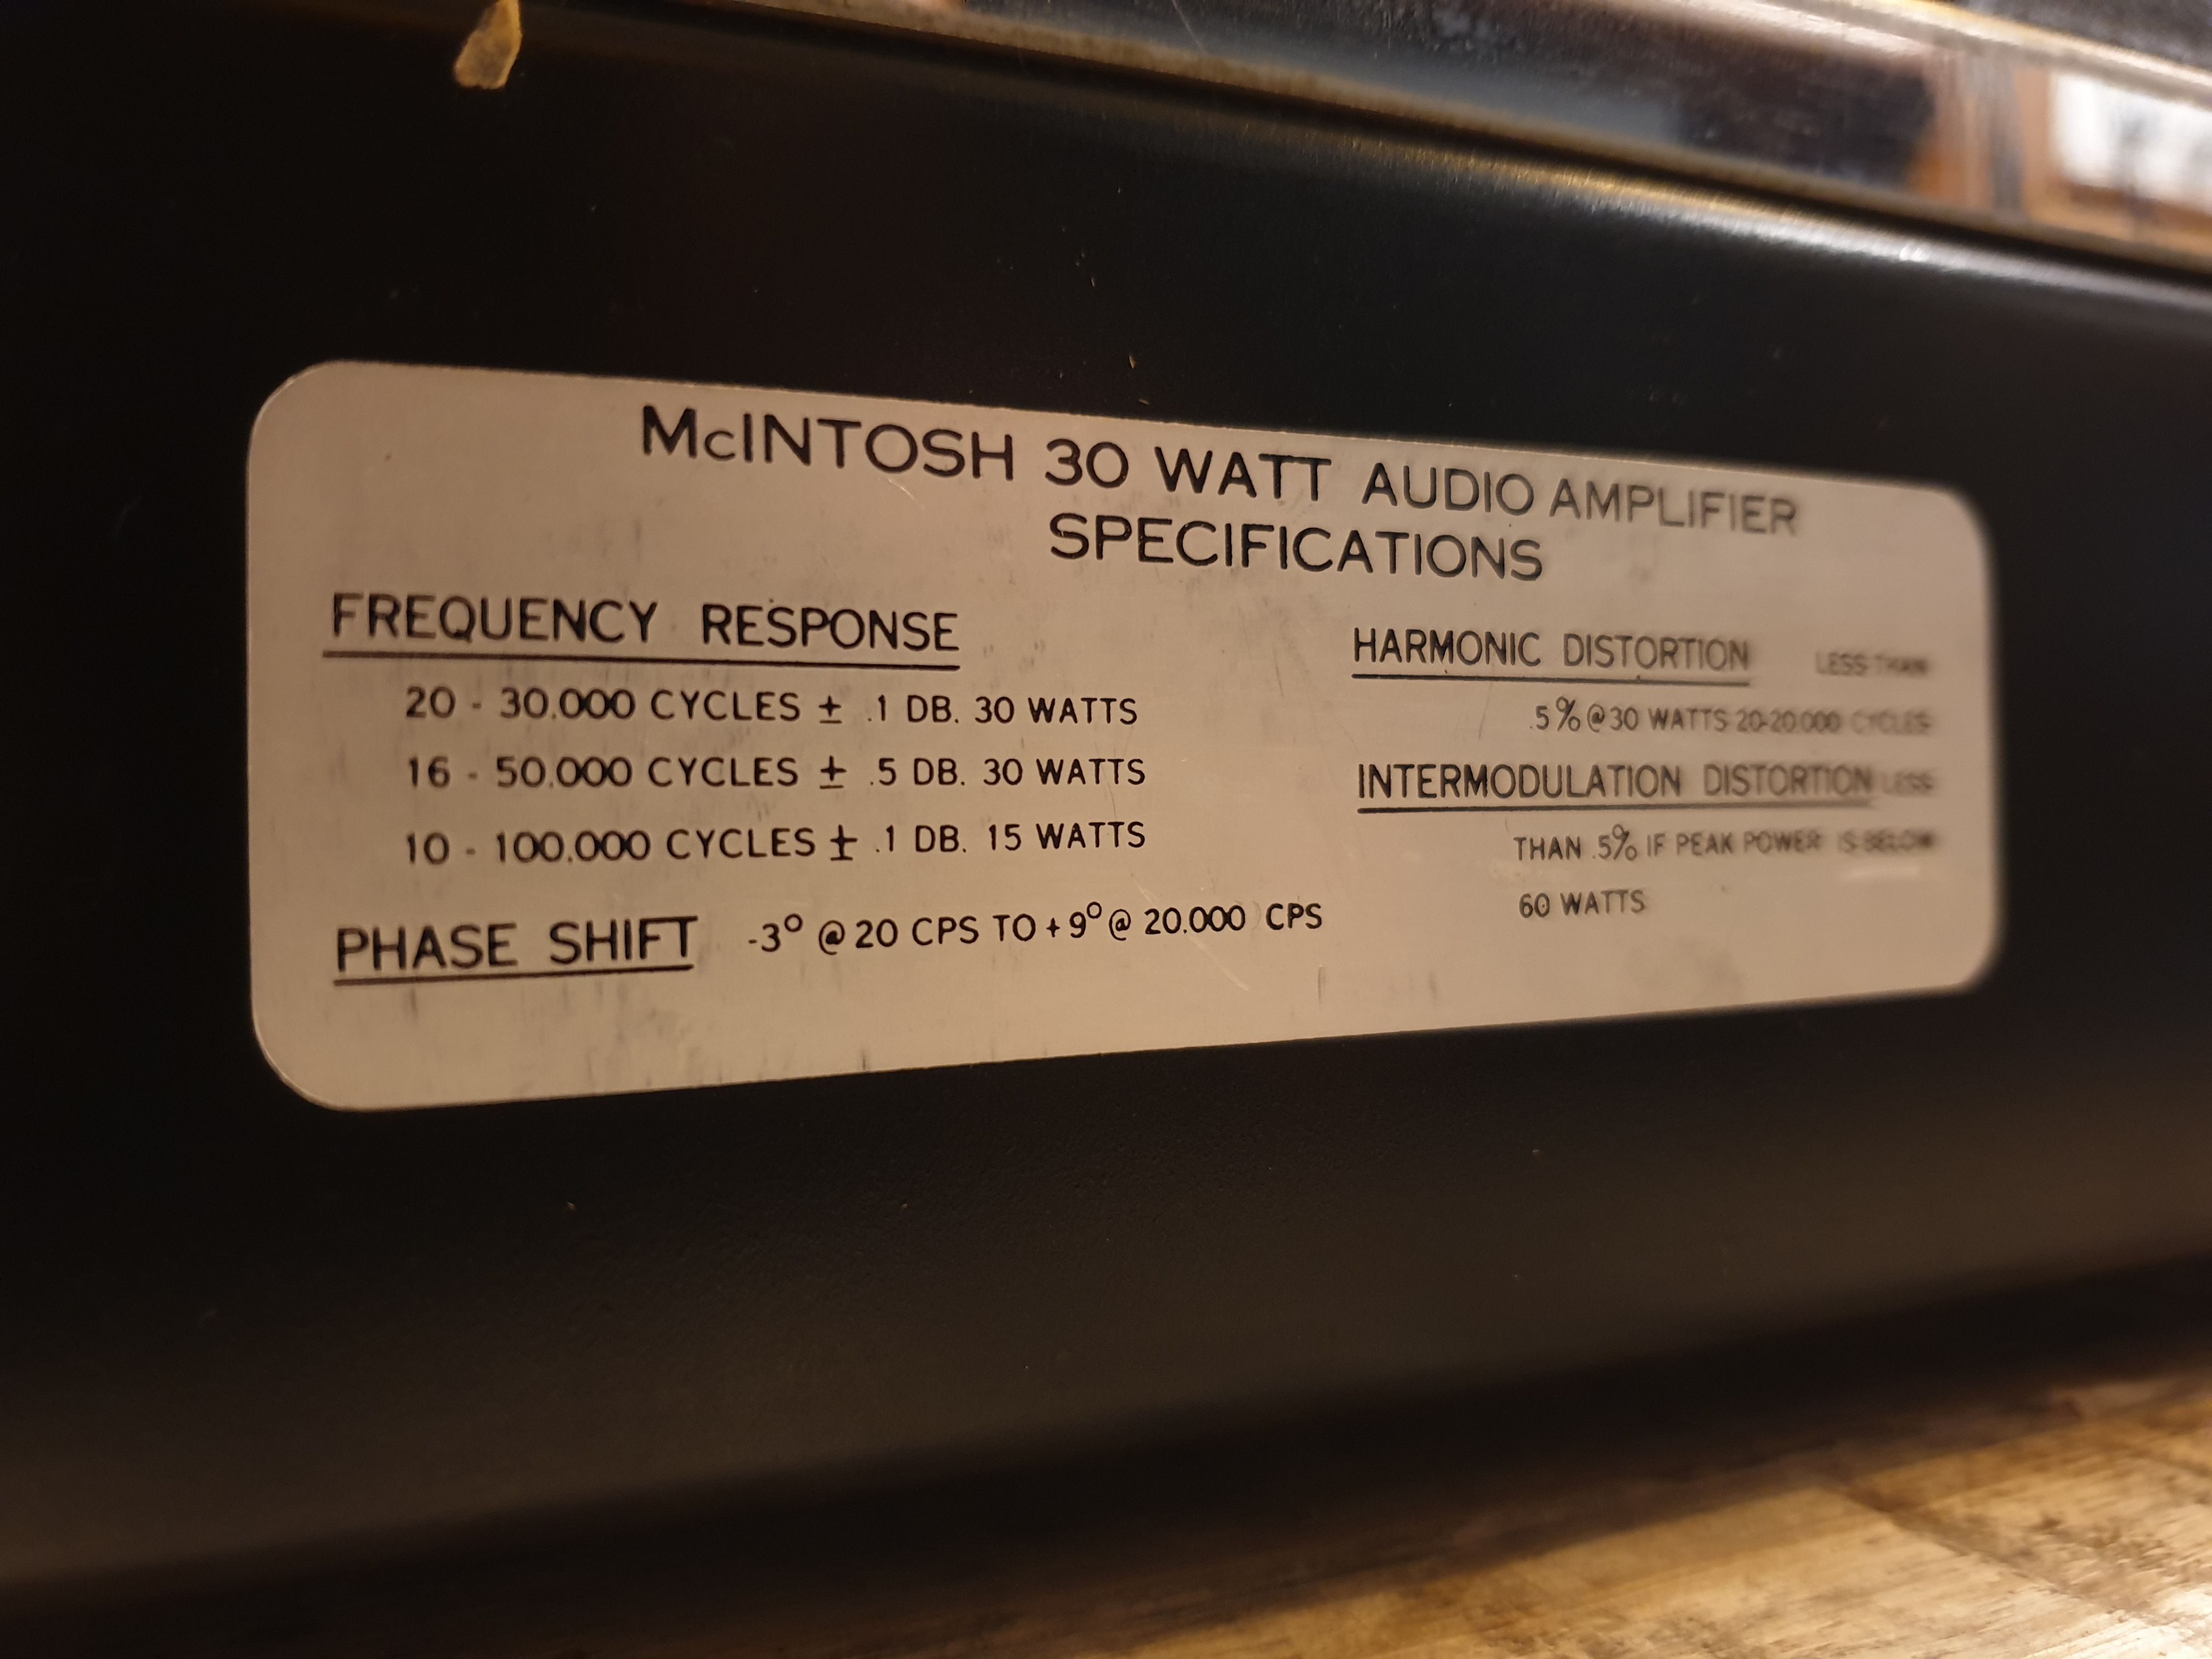 McINTOSH 30 WATT AUDIO AMPLIFIER
SPECIFICATIONS
FREQUENCY RESPONSE
20 - 30.000 CYCLES ± .1 DB. 30 WATTS
16 - 50.000 CYCLES ± .5 DB. 30 WATTS
10 - 100.000 CYCLES ± .1 DB. 15 WATTS
PHASE SHIFT -3° @ 20 CPS TO +9° @ 20.000 CPS
HARMONIC DISTORTION LESS THAN
.5% @ 30 WATTS 20-20.000 CYCLES
INTERMODULATION DISTORTION LESS
THAN .5% IF PEAK POWER IS BELOW
60 WATTS